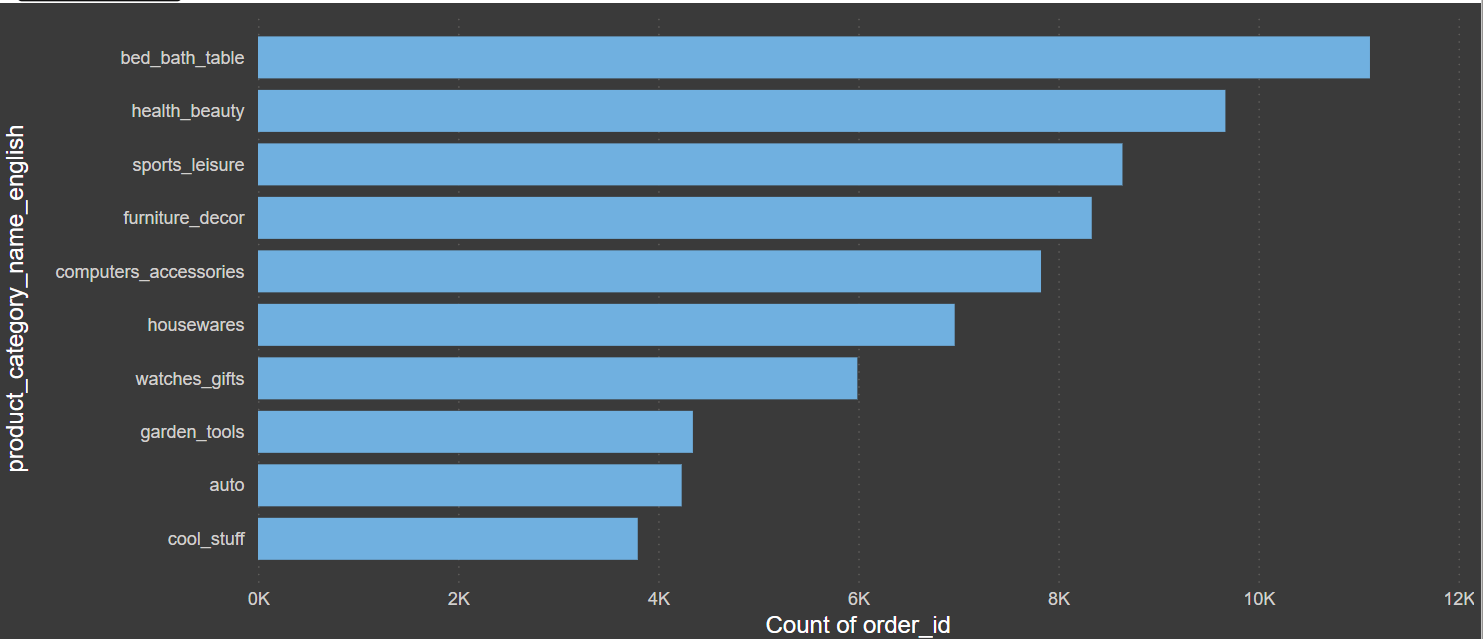 product_category_name_english
bed_bath_table
health_beauty
sports_leisure
furniture_decor
computers_accessories
housewares
watches_gifts
garden_tools
auto
cool_stuff
0K 2K 4K 6K 8K 10K 12K
Count of order_id